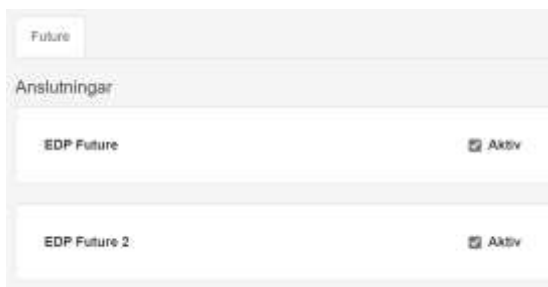 Future
Anslutningar
EDP Future Aktiv
EDP Future 2 Aktiv